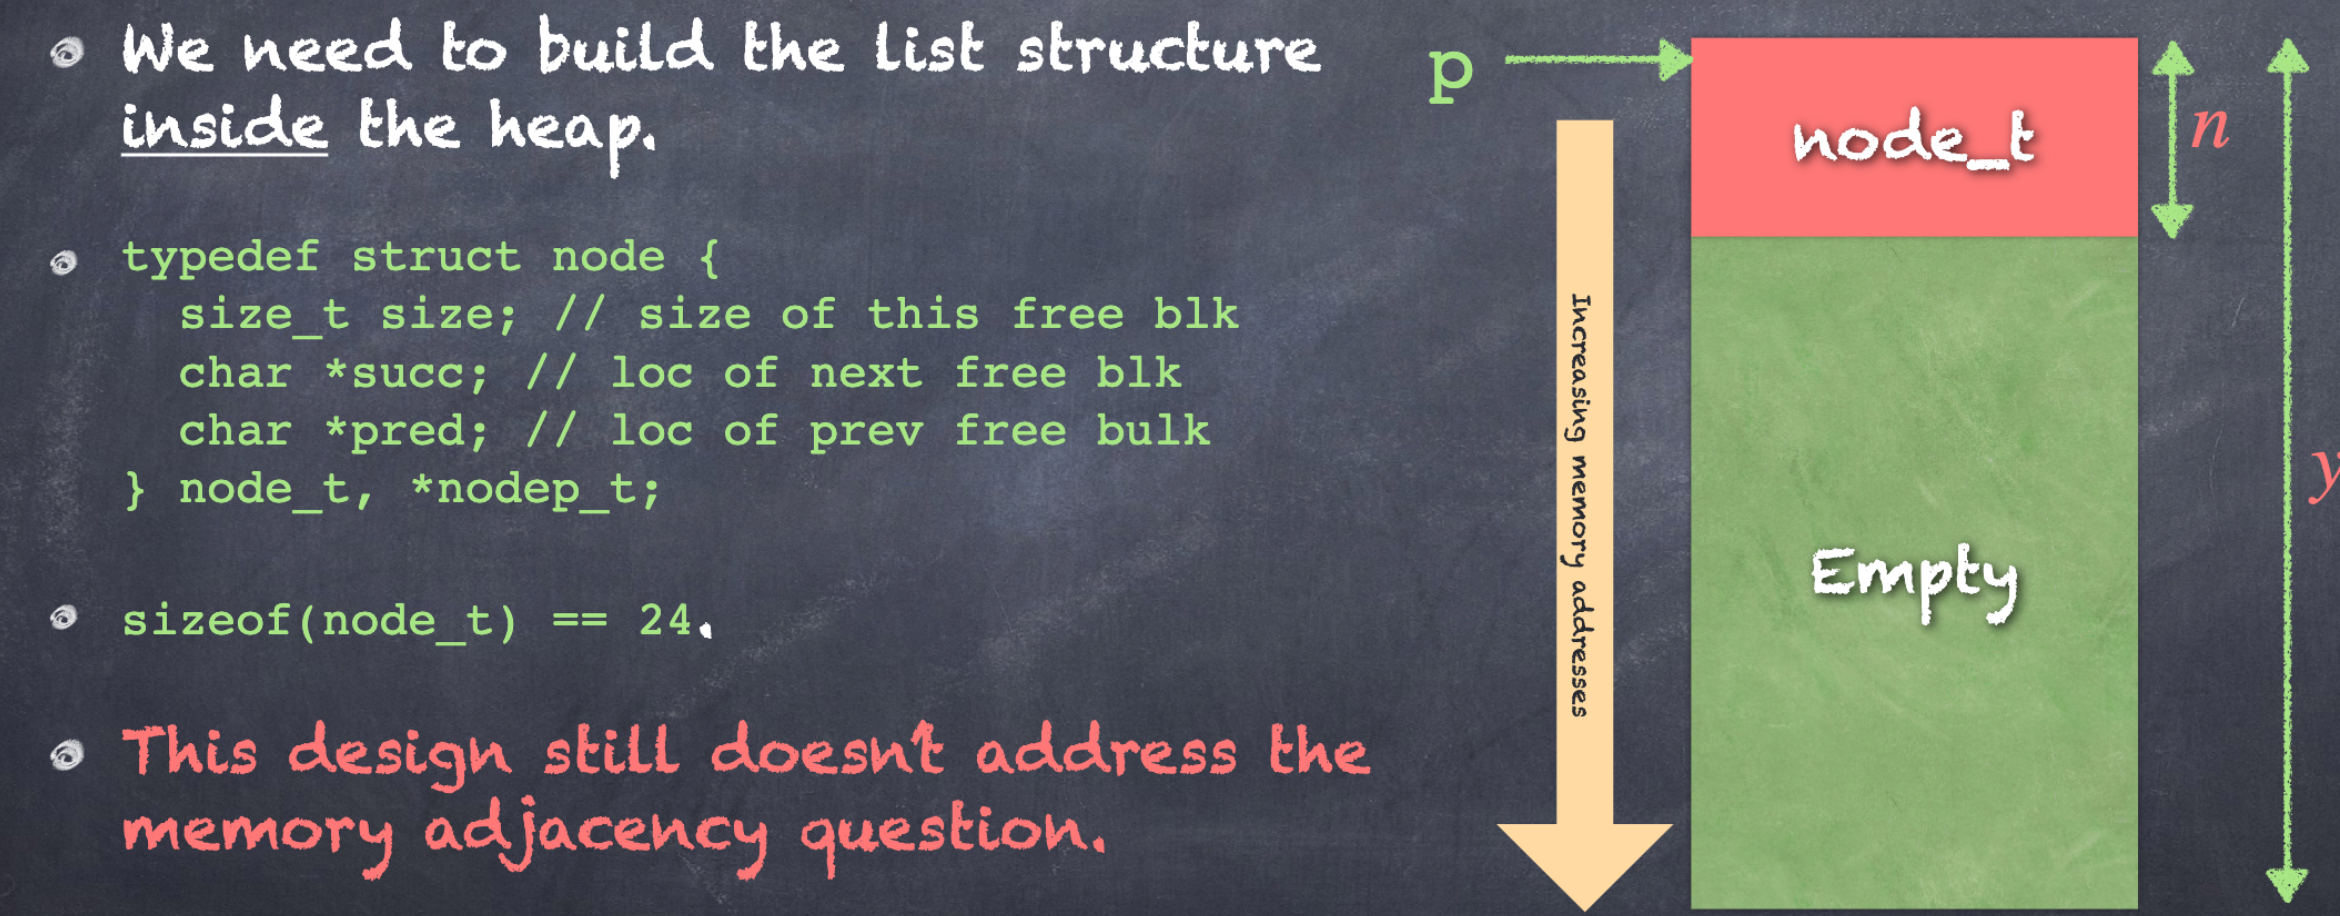 We need to build the list structure
inside the heap.
typedef struct node {
size_t size; // size of this free blk
char *succ; // loc of next free blk
char *pred; // loc of prev free bulk
} node_t, *nodep_t;
sizeof(node_t) == 24.
This design still doesn't address the
memory adjacency question.
p
Increasing memory addresses
node_t
Empty
n
y